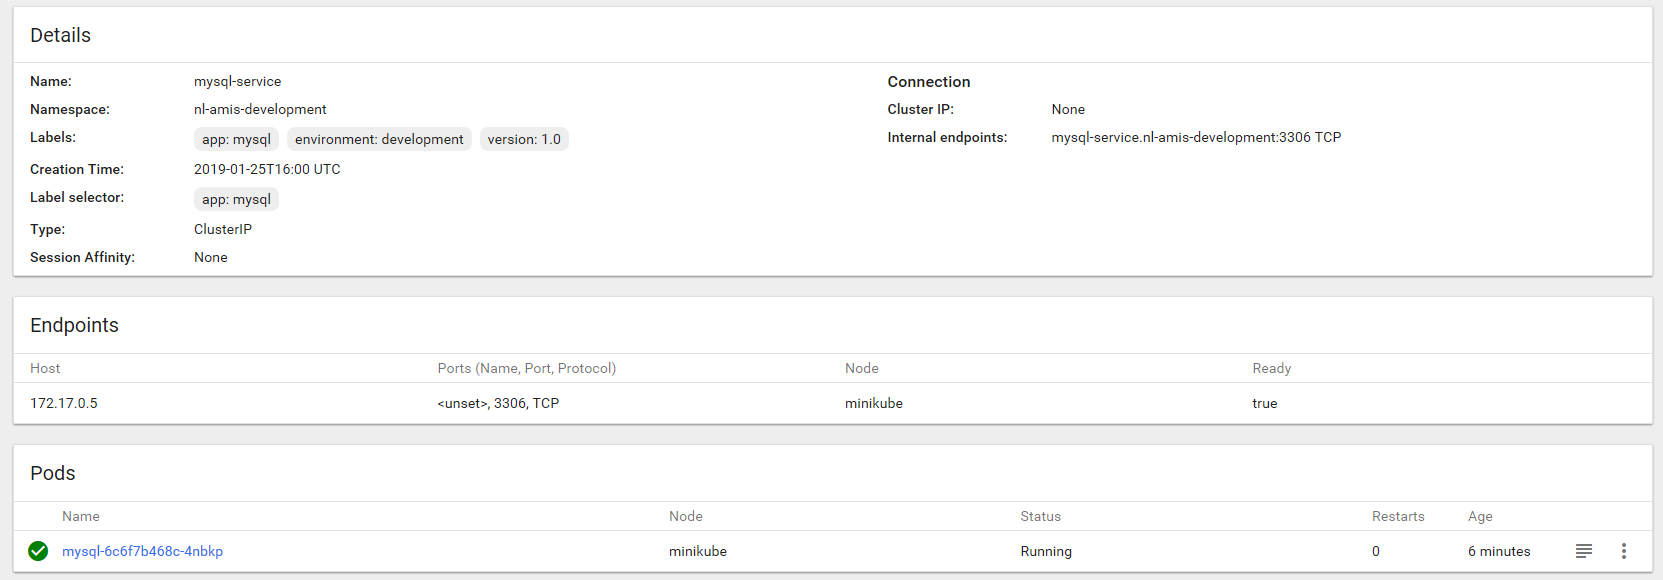 Details
Name: mysql-service
Namespace: nl-amis-development
Labels: app: mysql environment: development version: 1.0
Creation Time: 2019-01-25T16:00 UTC
Label selector: app: mysql
Type: ClusterIP
Session Affinity: None
Connection
Cluster IP: None
Internal endpoints: mysql-service.nl-amis-development:3306 TCP
Endpoints
Host Ports (Name, Port, Protocol) Node Ready
172.17.0.5 <unset>, 3306, TCP minikube true
Pods
Name Node Status Restarts Age
mysql-6c6f7b468c-4nbkp minikube Running 0 6 minutes